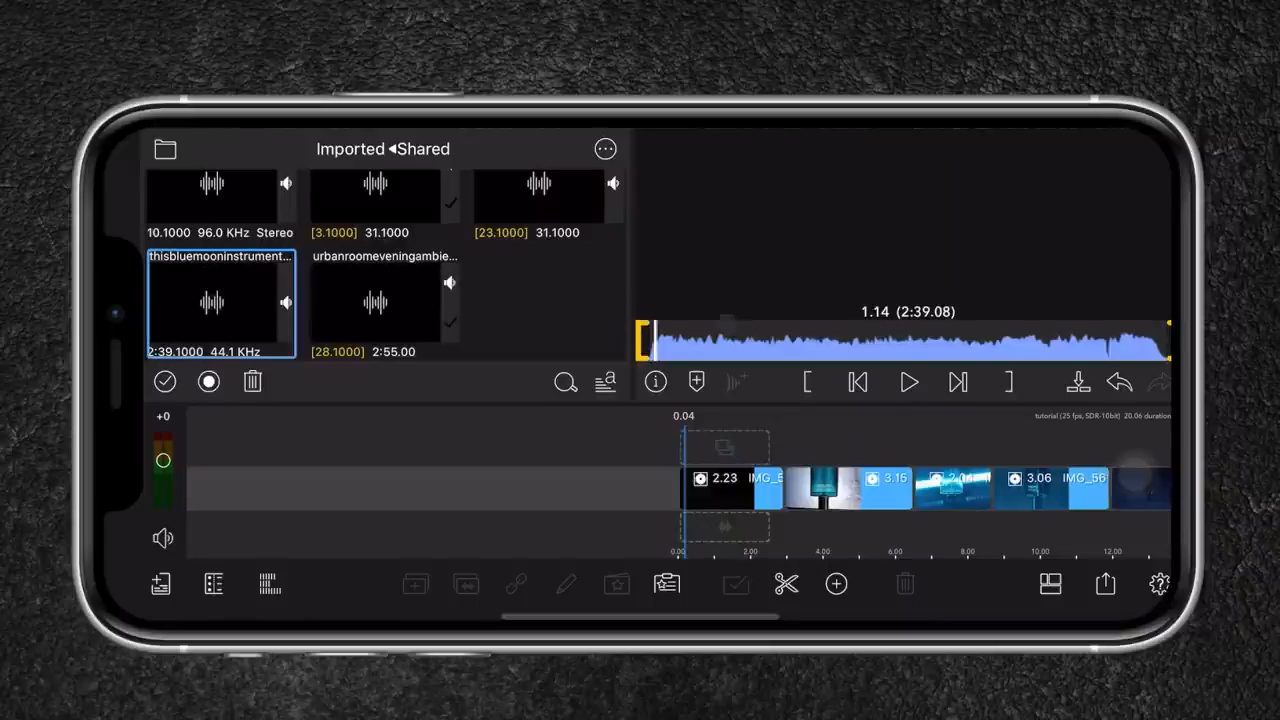 Imported ◀Shared
10.1000 96.0 KHz Stereo
[3.1000] 31.1000
[23.1000] 31.1000
thisbluemooninstrument...
urbanroomeveningambie...
2:39.1000 44.1 KHz
[28.1000] 2:55.00
1.14 (2:39.08)
+0
0.04
tutorial (25 fps, SDR-10bit) 20.06 duration
2.23 IMG_5
3.15
3.06 IMG_56
0.00 2.00 4.00 6.00 8.00 10.00 12.00